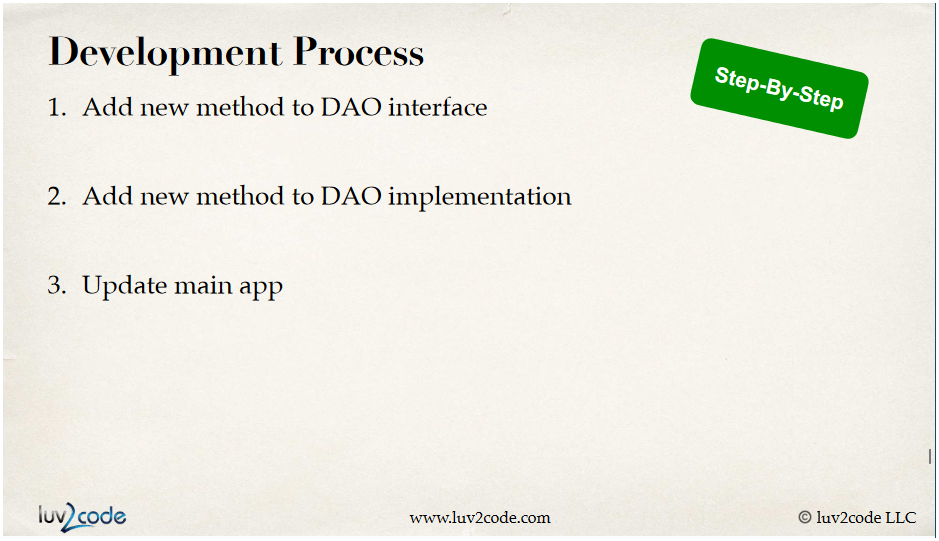 Development Process
Step-By-Step
1. Add new method to DAO interface
2. Add new method to DAO implementation
3. Update main app
luv2code
www.luv2code.com
© luv2code LLC